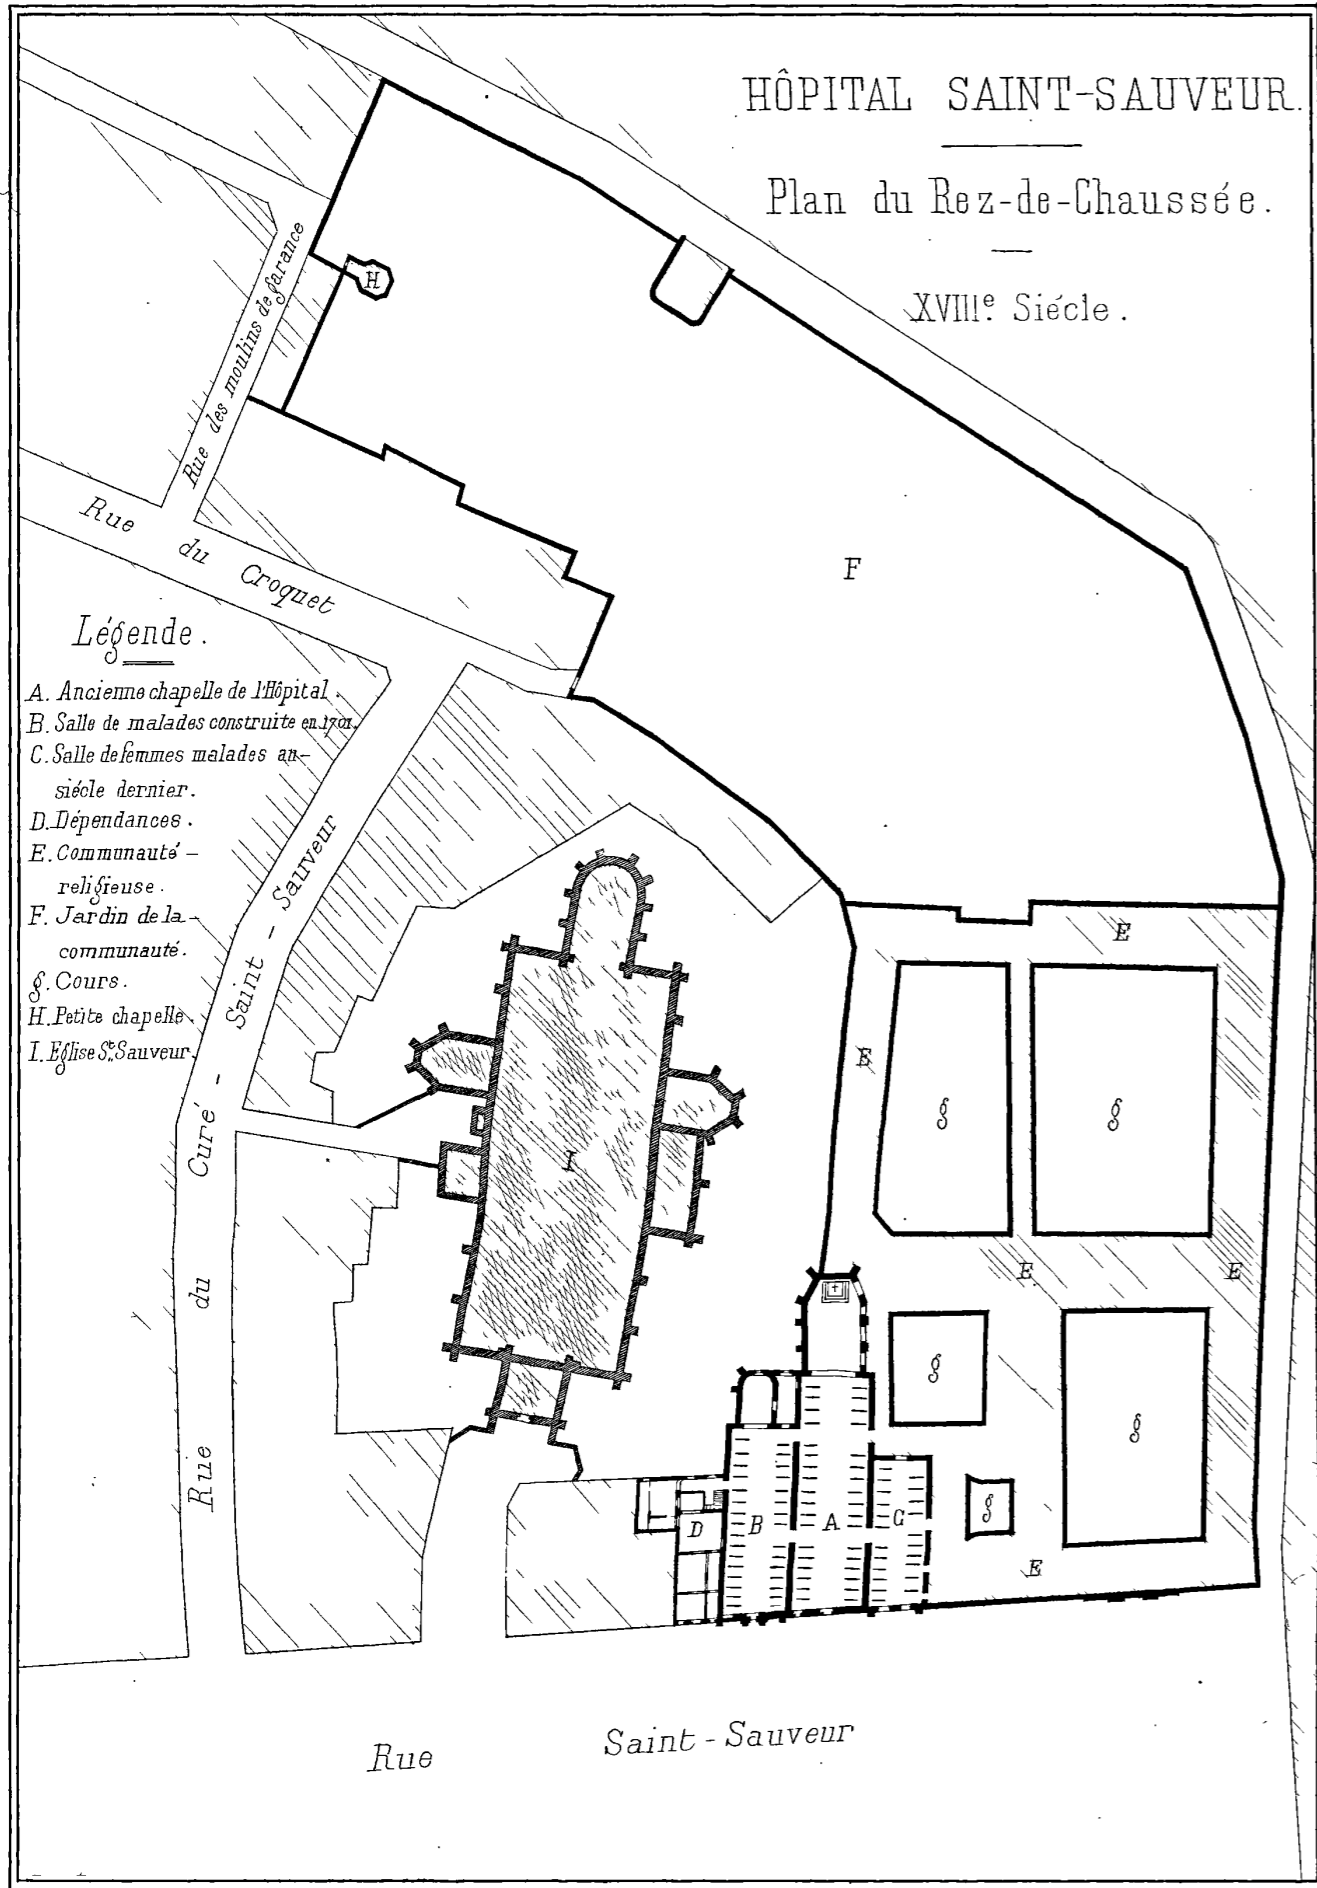 HÔPITAL SAINT-SAUVEUR.
Plan du Rez-de-Chaussée.
XVIIIe. Siécle.
H
Rue des moulins de garance
Rue du Croquet
F
Légende.
A. Ancienne chapelle de l'Hôpital.
B. Salle de malades construite en 1701.
C. Salle de femmes malades au-
siécle dernier.
D. Dépendances.
E. Communauté-
religieuse.
F. Jardin de la-
communauté.
g. Cours.
H. Petite chapelle.
I. Eglise St. Sauveur.
Rue du Curé-Saint-Sauveur
E
E
g
g
I
E
E
g
g
g
D
B
A
C
E
Rue Saint-Sauveur